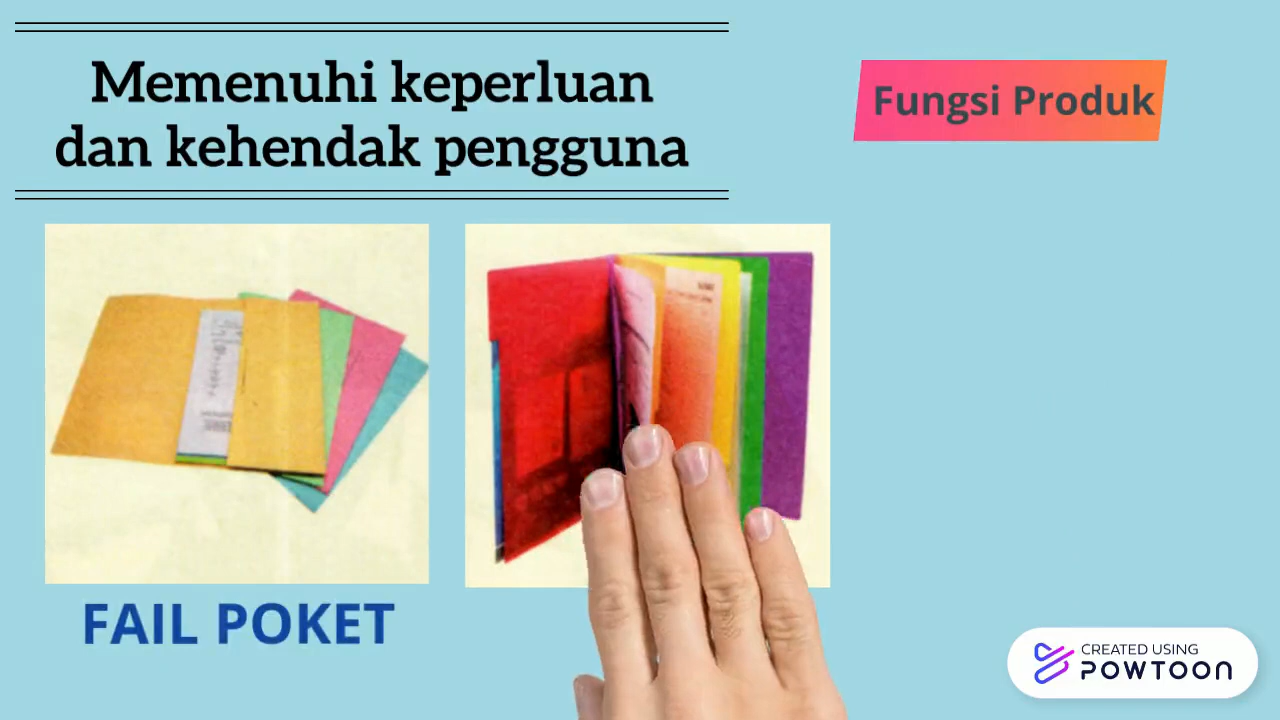 Memenuhi keperluan
dan kehendak pengguna
Fungsi Produk
FAIL POKET
CREATED USING
POWTOON